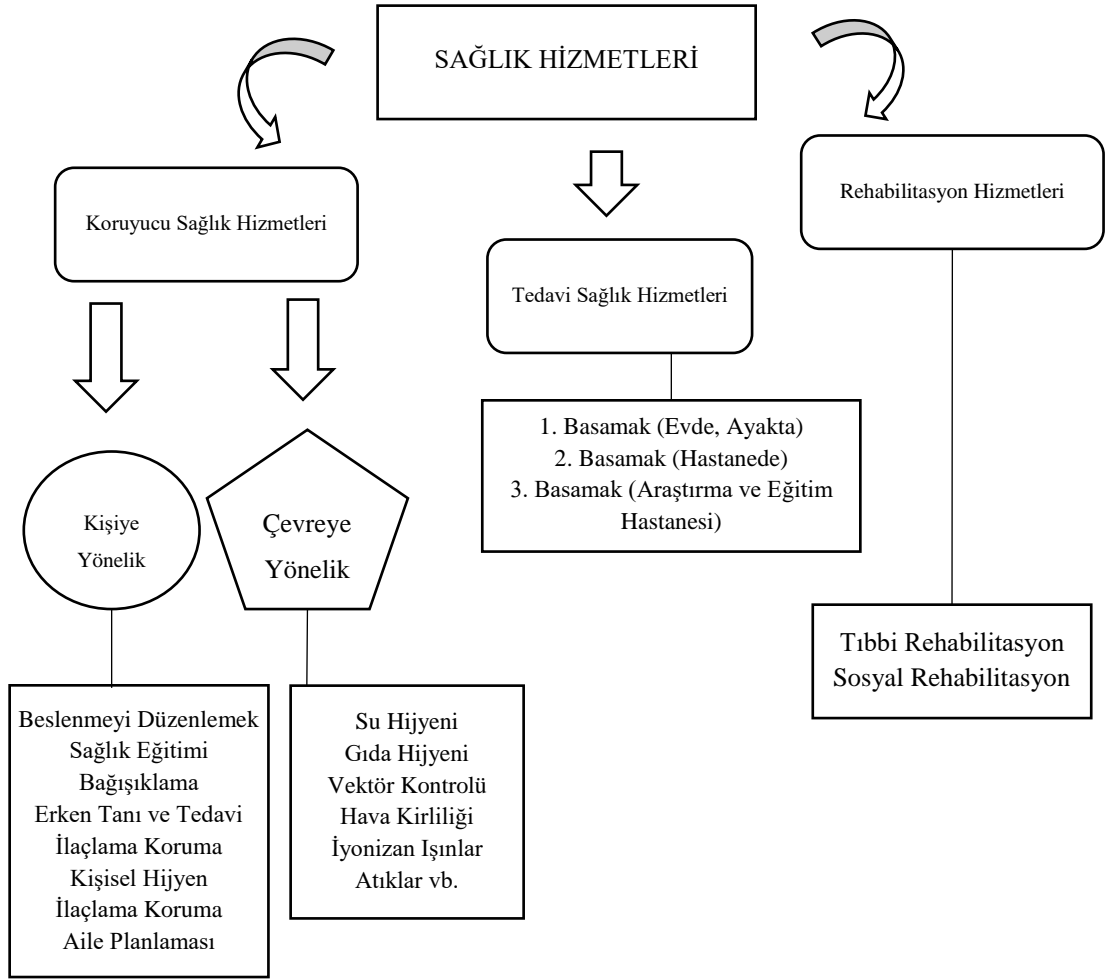 SAĞLIK HİZMETLERİ
Koruyucu Sağlık Hizmetleri
Tedavi Sağlık Hizmetleri
Rehabilitasyon Hizmetleri
Kişiye
Yönelik
Çevreye
Yönelik
1. Basamak (Evde, Ayakta)
2. Basamak (Hastanede)
3. Basamak (Araştırma ve Eğitim
Hastanesi)
Tıbbi Rehabilitasyon
Sosyal Rehabilitasyon
Beslenmeyi Düzenlemek
Sağlık Eğitimi
Bağışıklama
Erken Tanı ve Tedavi
İlaçlama Koruma
Kişisel Hijyen
İlaçlama Koruma
Aile Planlaması
Su Hijyeni
Gıda Hijyeni
Vektör Kontrolü
Hava Kirliliği
İyonizan Işınlar
Atıklar vb.